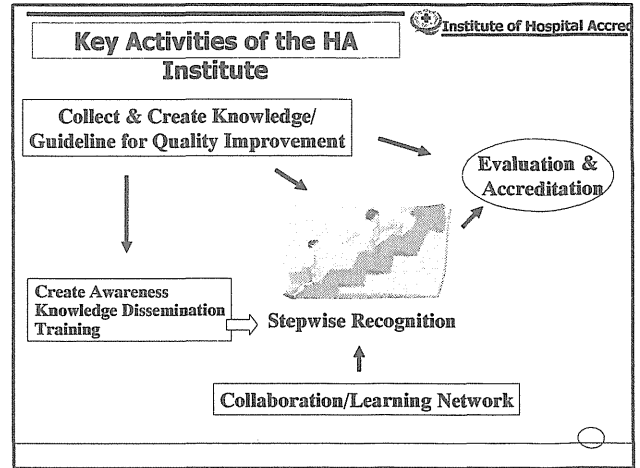 Institute of Hospital Accred
Key Activities of the HA
Institute
Collect & Create Knowledge/
Guideline for Quality Improvement
Evaluation &
Accreditation
Create Awareness
Knowledge Dissemination
Training
Stepwise Recognition
Collaboration/Learning Network